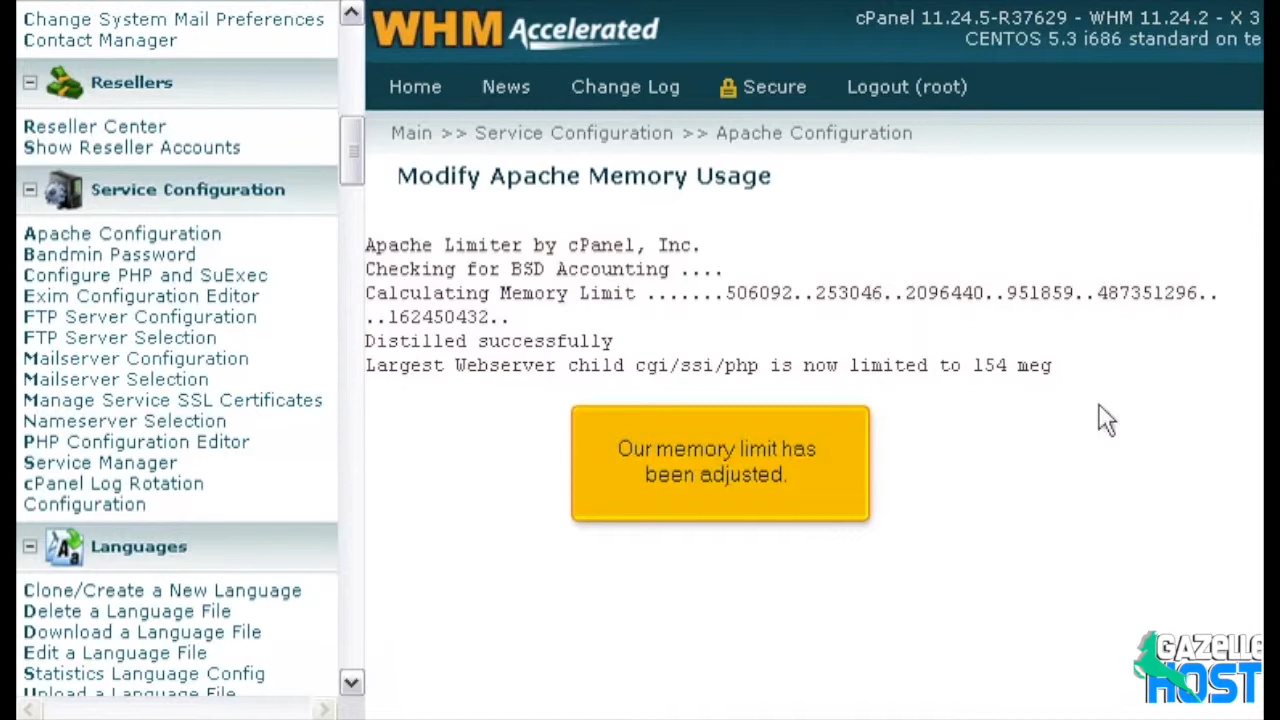 Change System Mail Preferences
Contact Manager
Resellers
Reseller Center
Show Reseller Accounts
Service Configuration
Apache Configuration
Bandmin Password
Configure PHP and SuExec
Exim Configuration Editor
FTP Server Configuration
FTP Server Selection
Mailserver Configuration
Mailserver Selection
Manage Service SSL Certificates
Nameserver Selection
PHP Configuration Editor
Service Manager
cPanel Log Rotation
Configuration
Languages
Clone/Create a New Language
Delete a Language File
Download a Language File
Edit a Language File
Statistics Language Config
Upload a Language File
WHM Accelerated
cPanel 11.24.5-R37629 - WHM 11.24.2 - X 3
CENTOS 5.3 i686 standard on te
Home News Change Log Secure Logout (root)
Main >> Service Configuration >> Apache Configuration
Modify Apache Memory Usage
Apache Limiter by cPanel, Inc.
Checking for BSD Accounting ....
Calculating Memory Limit .......506092..253046..2096440..951859..487351296..
..162450432..
Distilled successfully
Largest Webserver child cgi/ssi/php is now limited to 154 meg
Our memory limit has
been adjusted.
GAZELLE
HOST